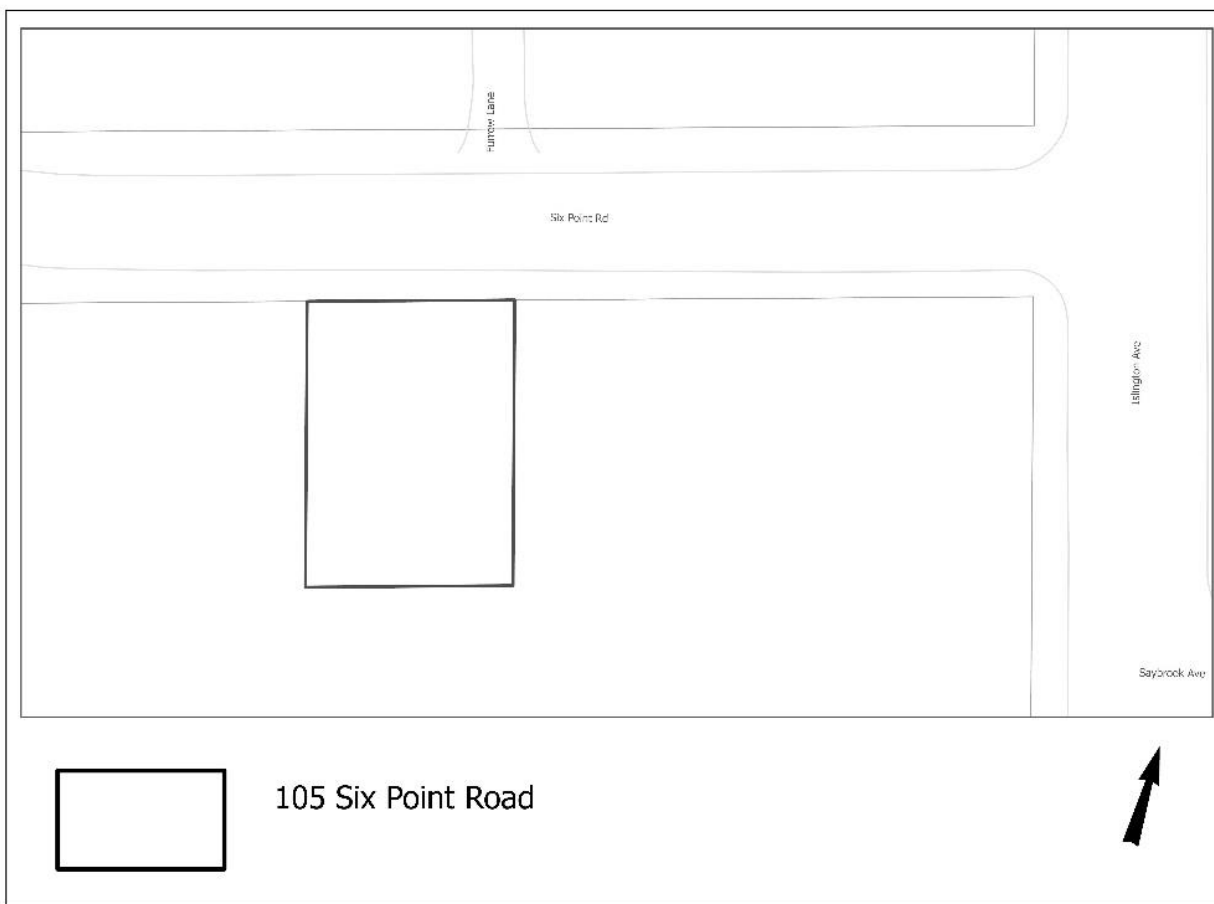 Furrow Lane
Six Point Rd
Islington Ave
Saybrook Ave
105 Six Point Road